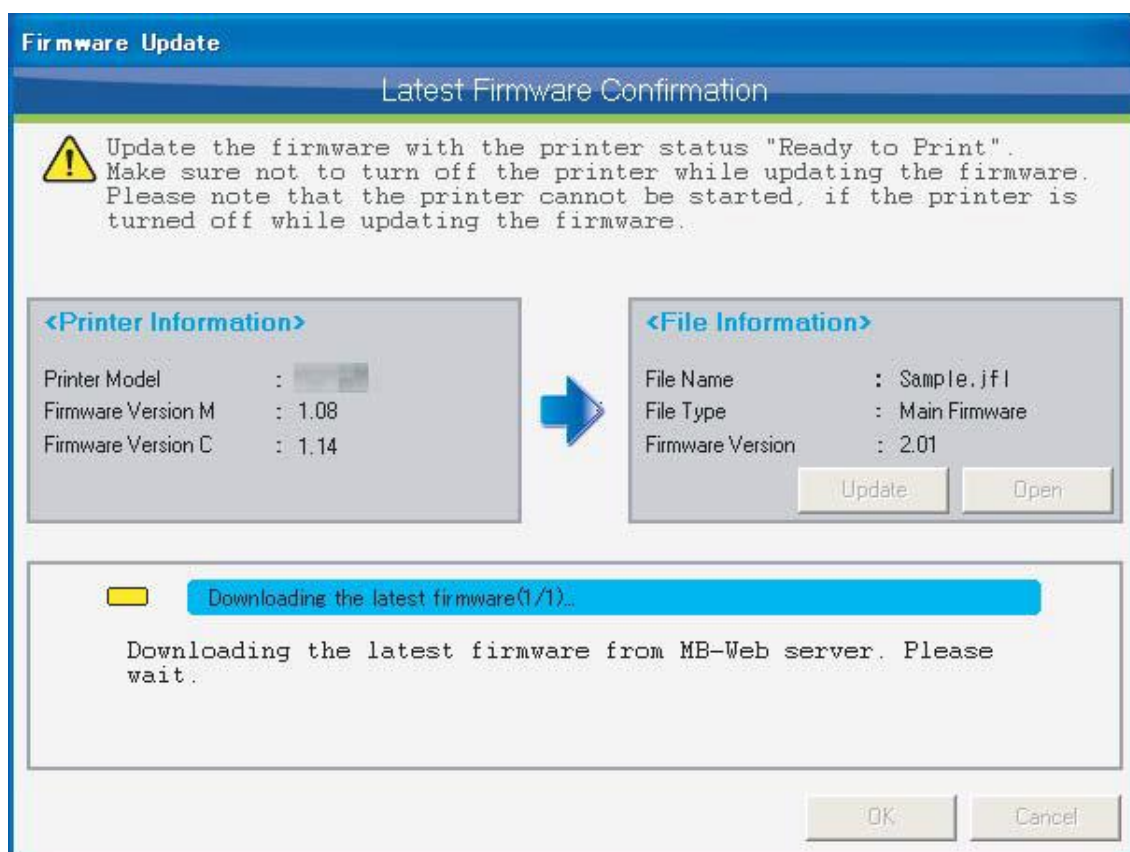 Firmware Update
Latest Firmware Confirmation
Update the firmware with the printer status "Ready to Print".
Make sure not to turn off the printer while updating the firmware.
Please note that the printer cannot be started, if the printer is
turned off while updating the firmware.
<Printer Information>
Printer Model :
Firmware Version M : 1.08
Firmware Version C : 1.14
<File Information>
File Name : Sample.jfl
File Type : Main Firmware
Firmware Version : 2.01
Update Open
Downloading the latest firmware(1/1)...
Downloading the latest firmware from MB-Web server. Please
wait.
OK Cancel